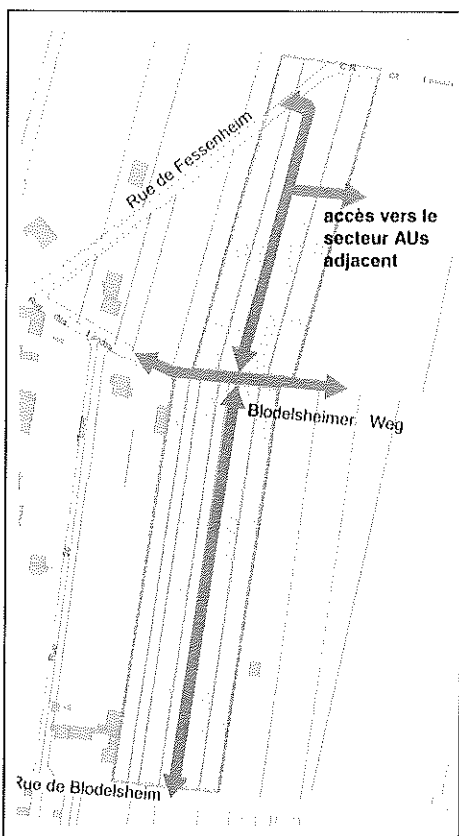 Rue de Fessenheim
accès vers le
secteur AUs
adjacent
Blodelsheimer Weg
Rue de Blodelsheim